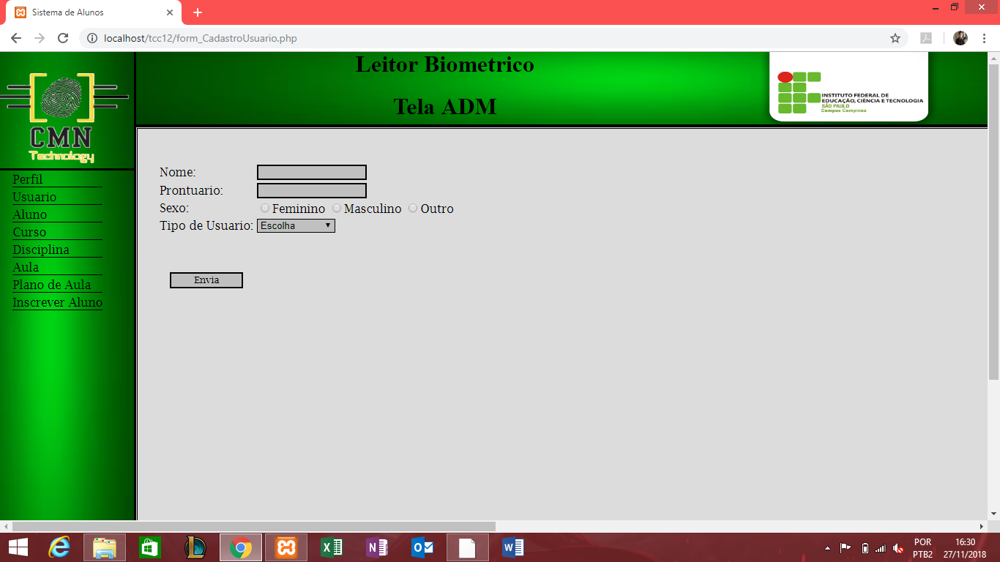 Sistema de Alunos
localhost/tcc12/form_CadastroUsuario.php
CMN
Technology
Leitor Biometrico
Tela ADM
INSTITUTO FEDERAL DE
EDUCAÇÃO, CIÊNCIA E TECNOLOGIA
SÃO PAULO
Campus Campinas
Perfil
Usuario
Aluno
Curso
Disciplina
Aula
Plano de Aula
Inscrever Aluno
Nome:
Prontuario:
Sexo: Feminino Masculino Outro
Tipo de Usuario: Escolha
Envia
POR 16:30
PTB2 27/11/2018